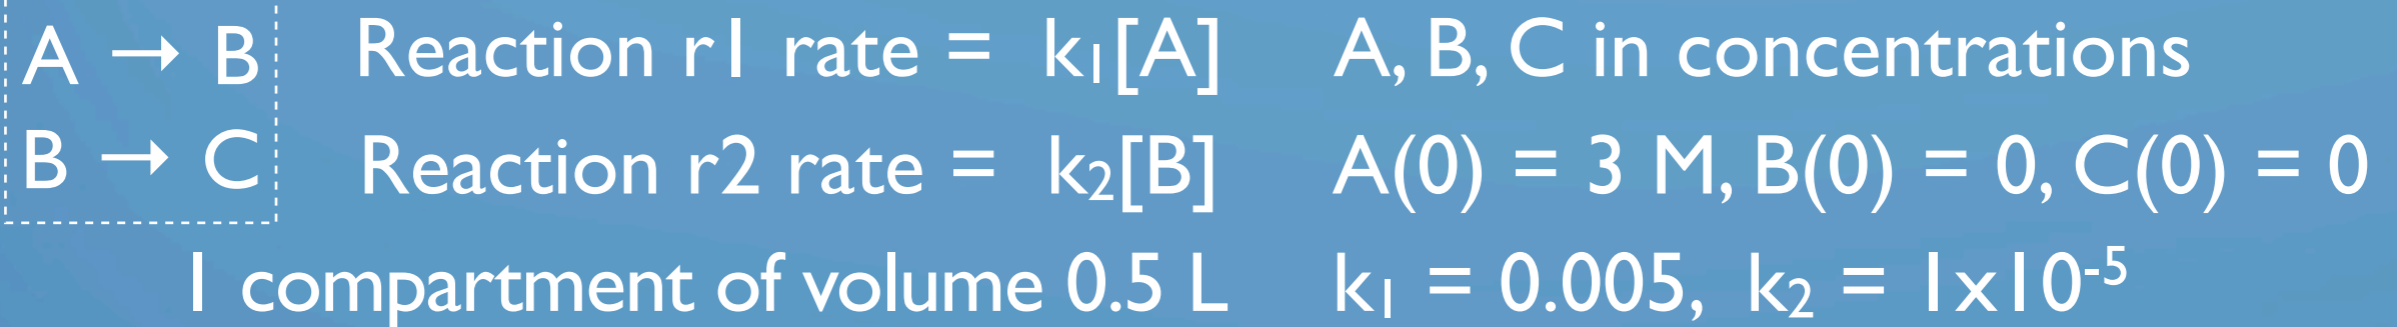 A → B Reaction r1 rate = k₁[A] A, B, C in concentrations
B → C Reaction r2 rate = k₂[B] A(0) = 3 M, B(0) = 0, C(0) = 0
1 compartment of volume 0.5 L k₁ = 0.005, k₂ = 1x10⁻⁵